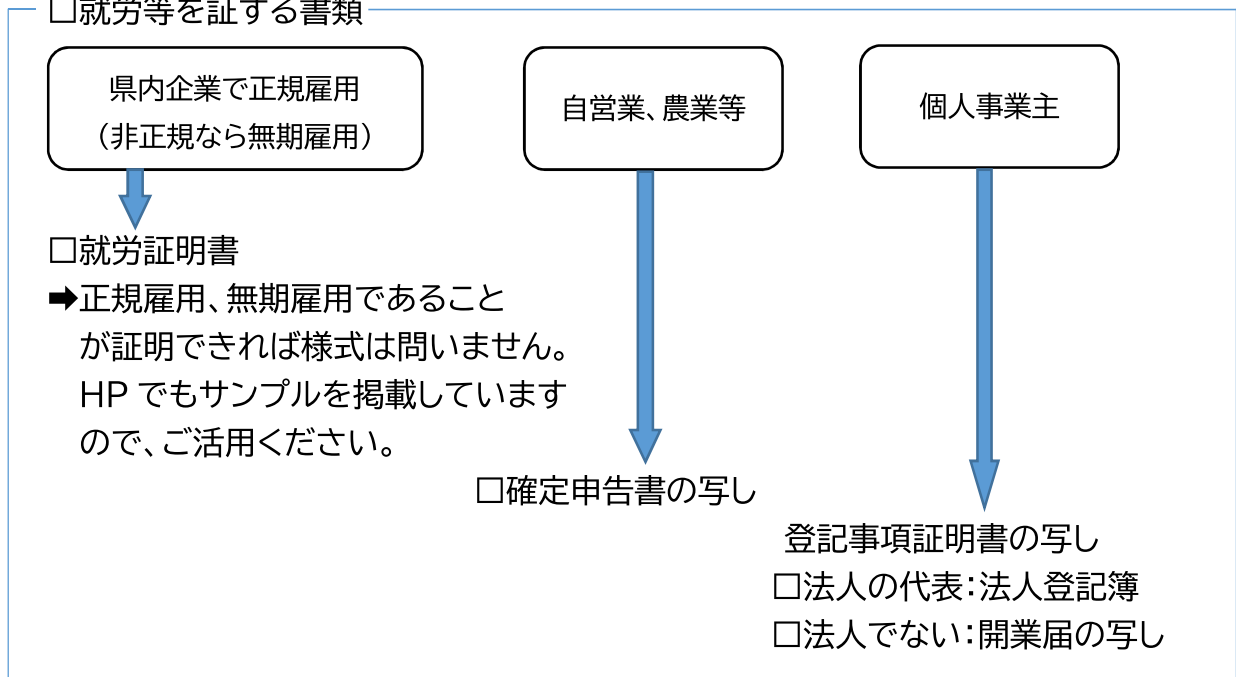 □就労等を証する書類
県内企業で正規雇用
（非正規なら無期雇用）
自営業、農業等
個人事業主
□就労証明書
➡正規雇用、無期雇用であること
が証明できれば様式は問いません。
HP でもサンプルを掲載しています
ので、ご活用ください。
□確定申告書の写し
登記事項証明書の写し
□法人の代表：法人登記簿
□法人でない：開業届の写し